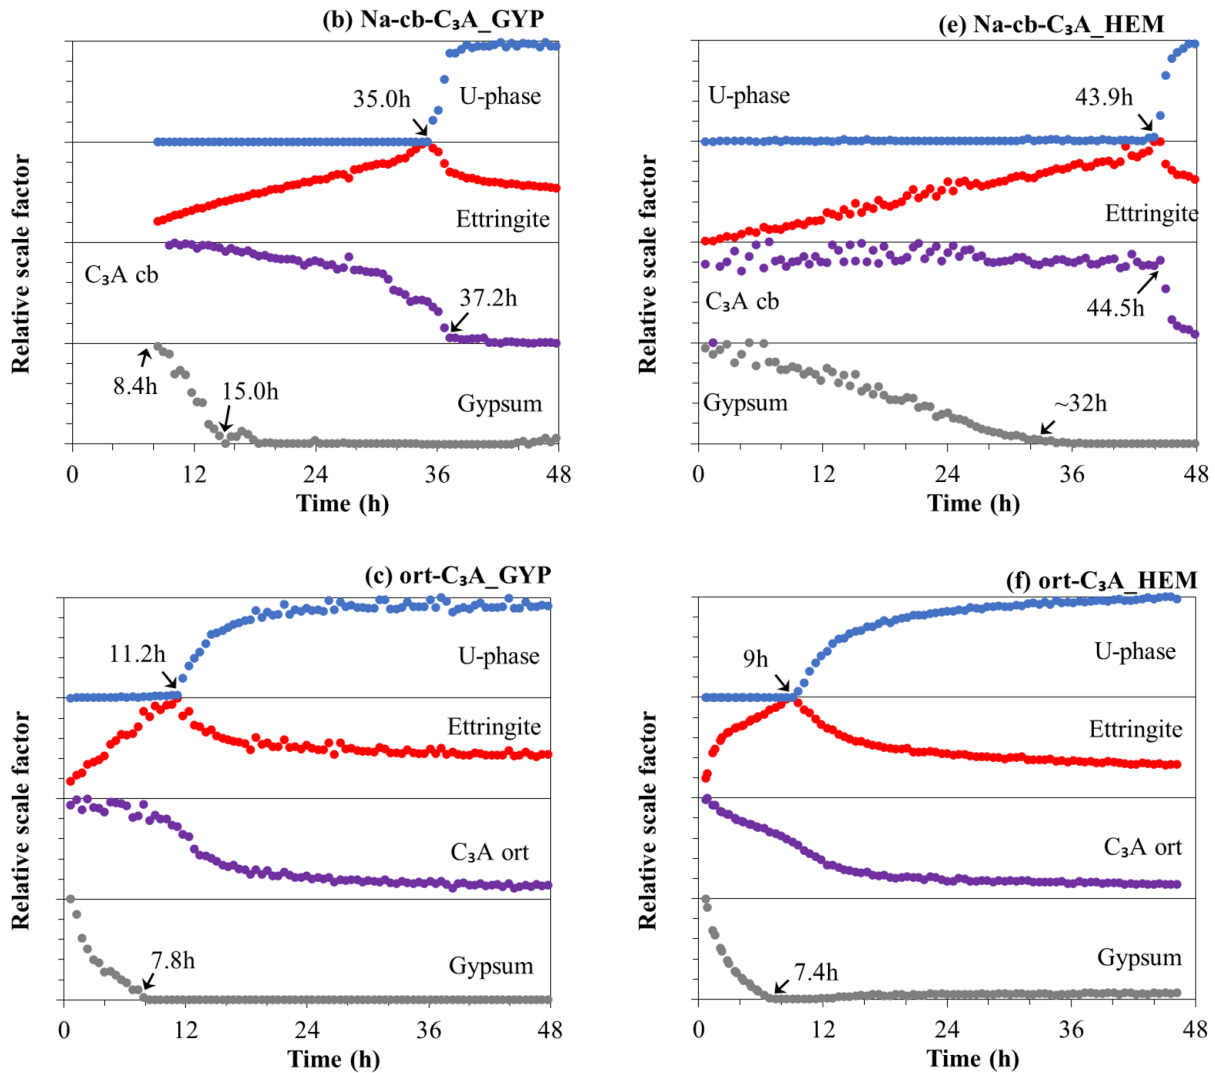 (b) Na-cb-C₃A_GYP
Relative scale factor
35.0h
U-phase
Ettringite
C₃A cb
37.2h
8.4h
15.0h
Gypsum
0 12 24 36 48
Time (h)
(e) Na-cb-C₃A_HEM
Relative scale factor
U-phase
43.9h
Ettringite
C₃A cb
44.5h
Gypsum
~32h
0 12 24 36 48
Time (h)
(c) ort-C₃A_GYP
Relative scale factor
11.2h
U-phase
Ettringite
C₃A ort
7.8h
Gypsum
0 12 24 36 48
Time (h)
(f) ort-C₃A_HEM
Relative scale factor
9h
U-phase
Ettringite
C₃A ort
7.4h
Gypsum
0 12 24 36 48
Time (h)